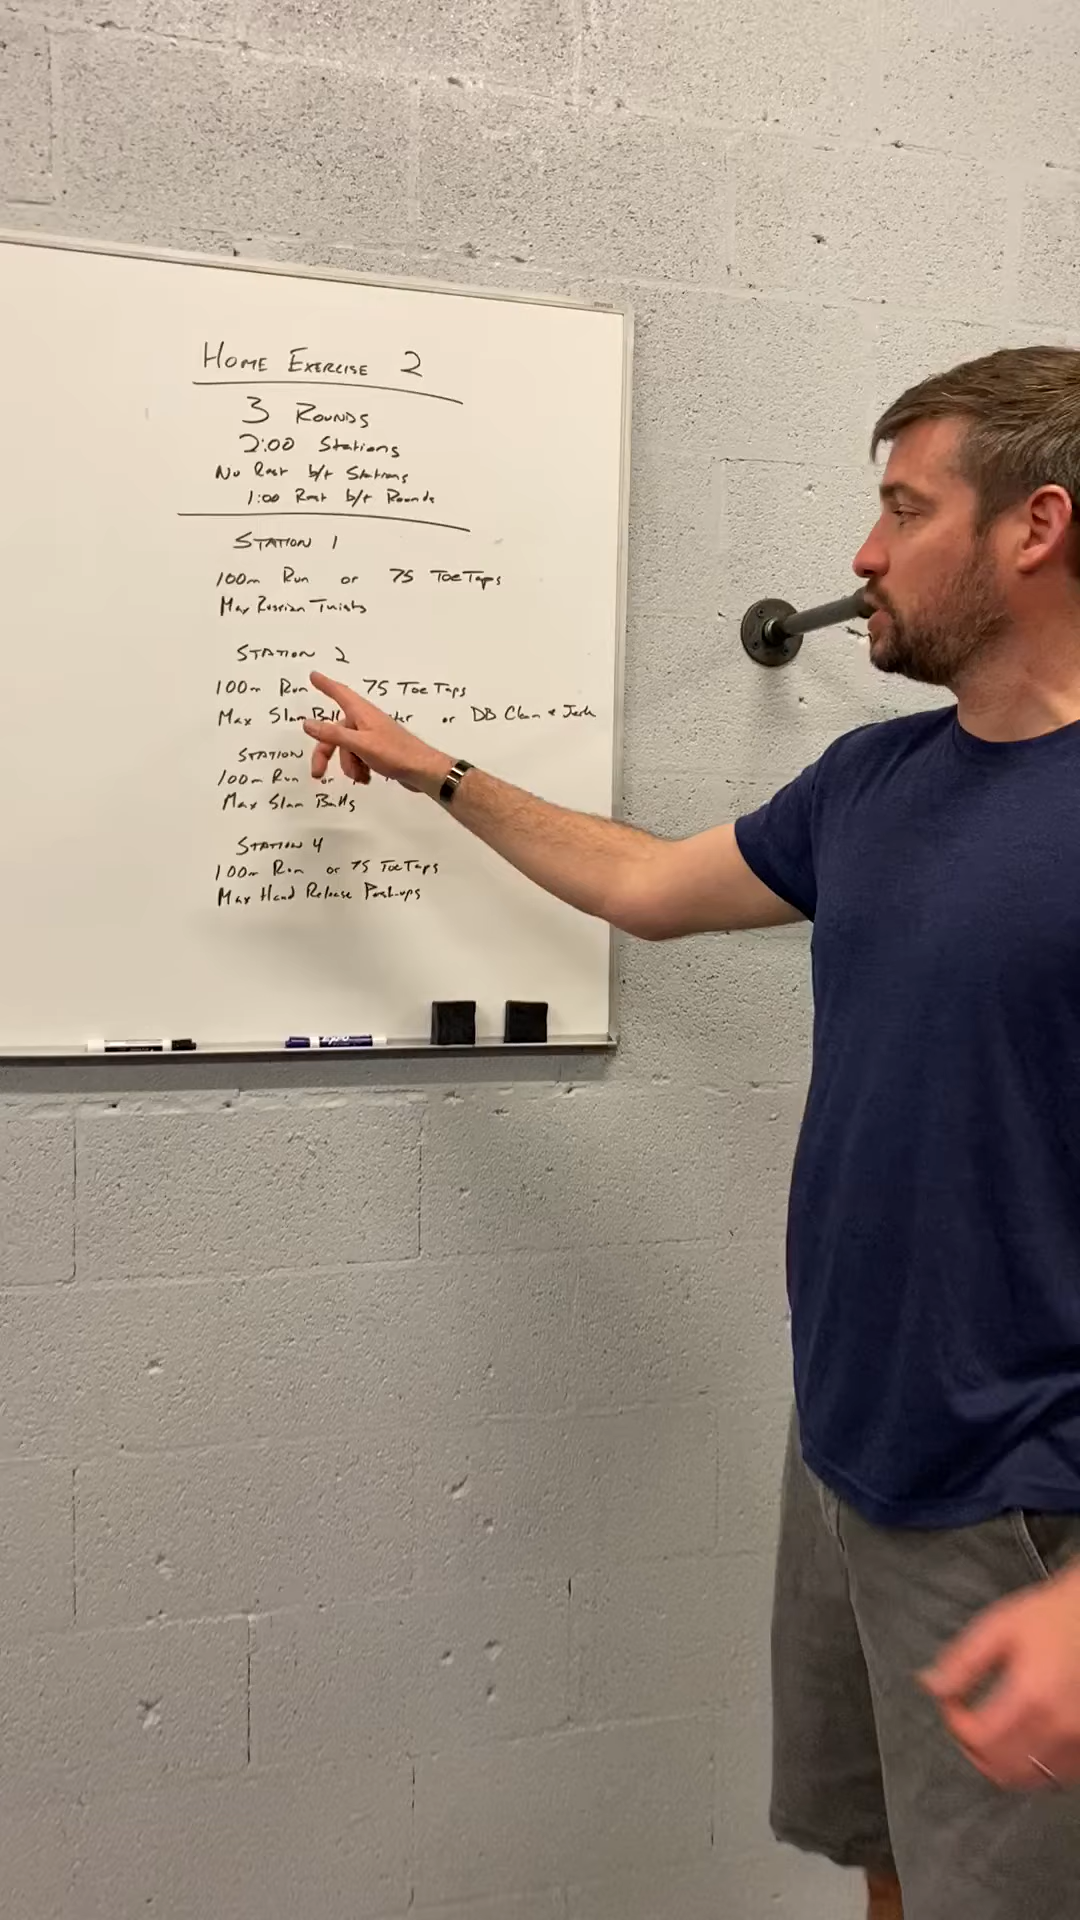 HOME EXERCISE 2
3 ROUNDS
2:00 Stations
No Rest b/t Stations
1:00 Rest b/t Rounds
STATION 1
100m Run or 75 Toe Taps
Max Russian Twists
STATION 2
100m Run 75 Toe Taps
Max Slam Ball or DB Clean + Jerk
STATION
100m Run or
Max Slam Balls
STATION 4
100m Run or 75 Toe Taps
Max Hand Release Push-ups
EXPO